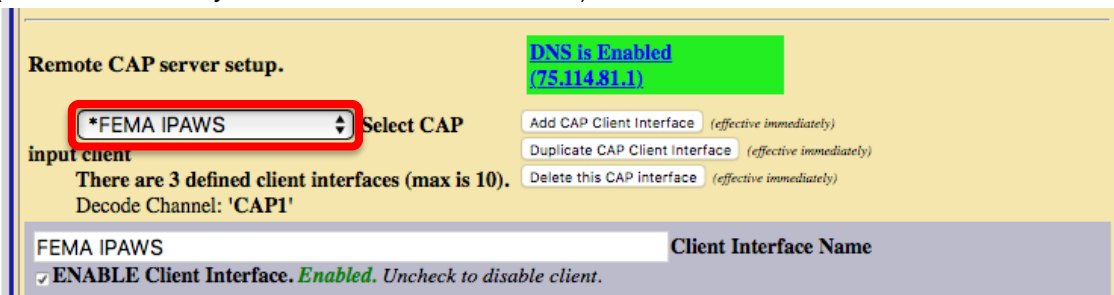 Remote CAP server setup.
DNS is Enabled
(75.114.81.1)
*FEMA IPAWS Select CAP
input client
There are 3 defined client interfaces (max is 10).
Decode Channel: 'CAP1'
Add CAP Client Interface (effective immediately)
Duplicate CAP Client Interface (effective immediately)
Delete this CAP interface (effective immediately)
FEMA IPAWS Client Interface Name
ENABLE Client Interface. Enabled. Uncheck to disable client.